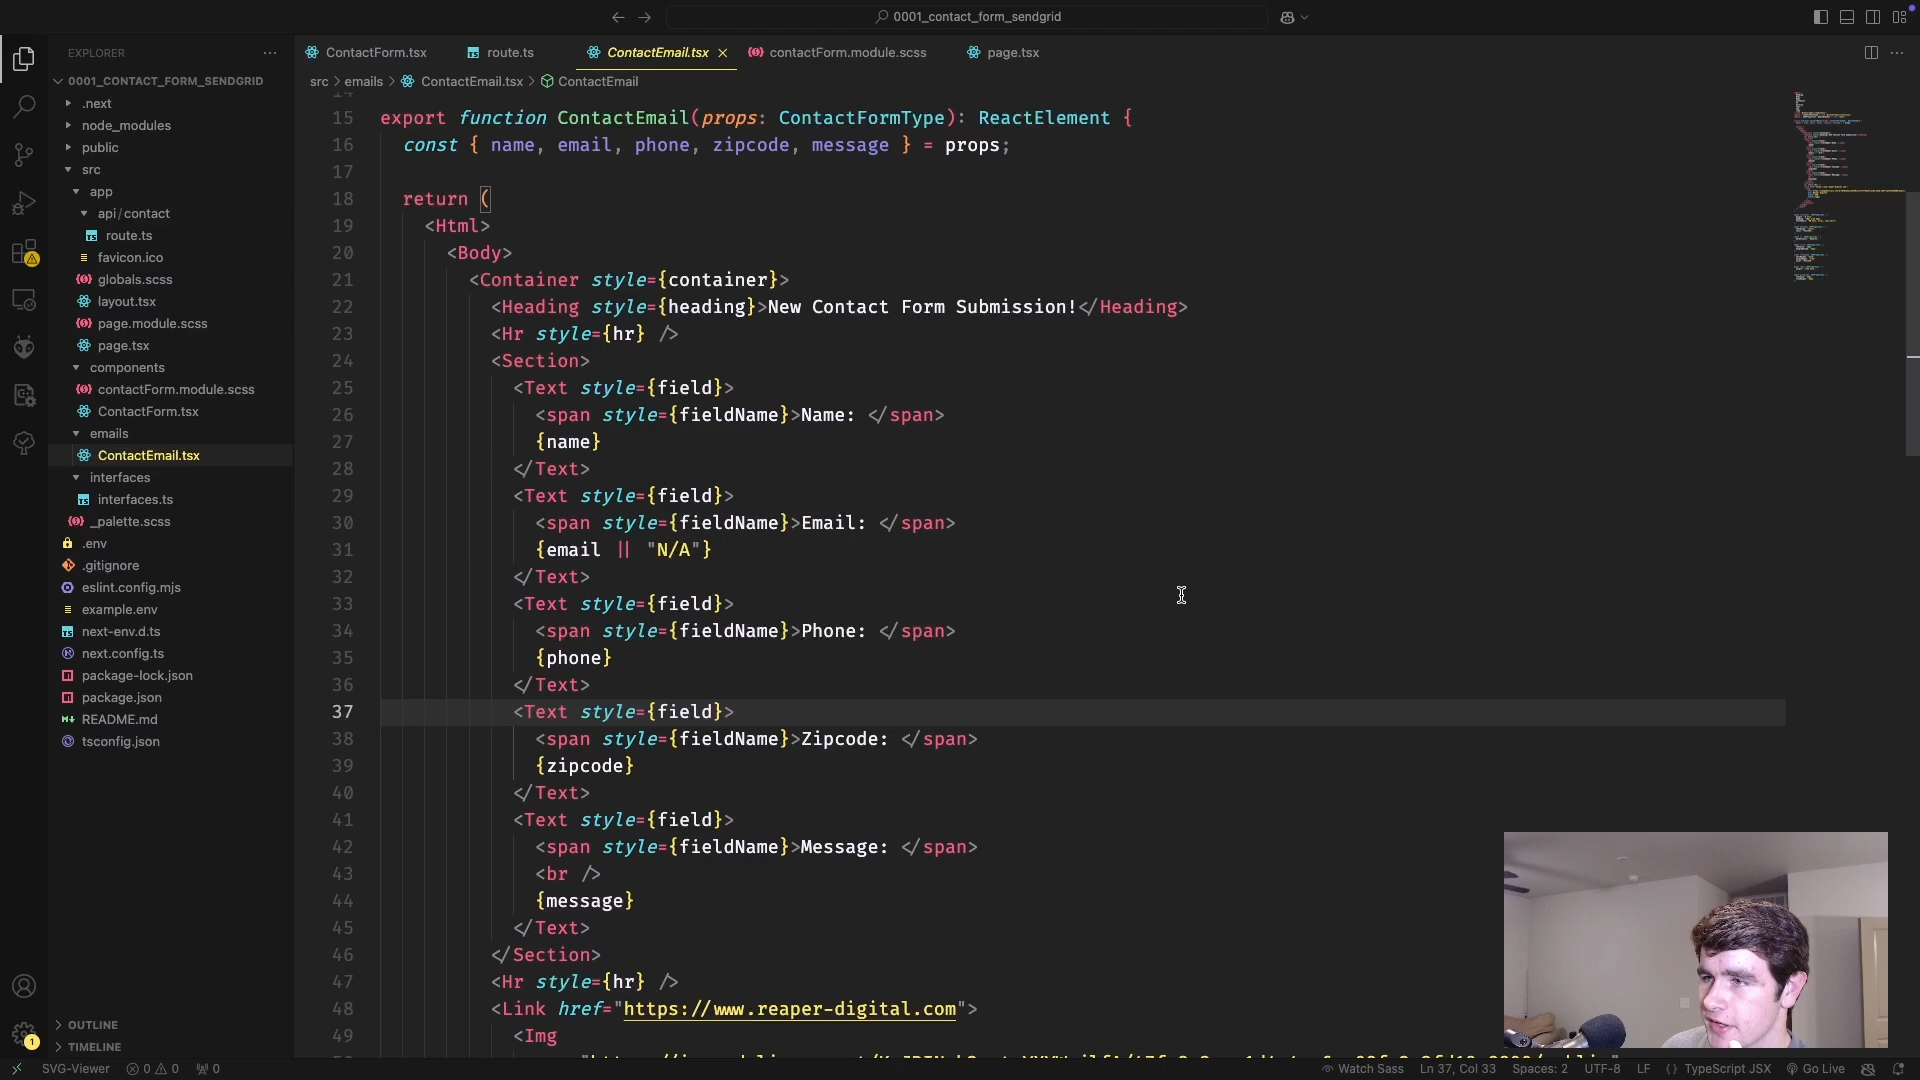 0001_contact_form_sendgrid
EXPLORER
ContactForm.tsx
route.ts
ContactEmail.tsx
contactForm.module.scss
page.tsx
0001_CONTACT_FORM_SENDGRID
src > emails > ContactEmail.tsx > ContactEmail
.next
node_modules
public
src
app
api/contact
route.ts
favicon.ico
globals.scss
layout.tsx
page.module.scss
page.tsx
components
contactForm.module.scss
ContactForm.tsx
emails
ContactEmail.tsx
interfaces
interfaces.ts
_palette.scss
.env
.gitignore
eslint.config.mjs
example.env
next-env.d.ts
next.config.ts
package-lock.json
package.json
README.md
tsconfig.json
OUTLINE
TIMELINE
15 export function ContactEmail(props: ContactFormType): ReactElement {
16 const { name, email, phone, zipcode, message } = props;
17
18 return (
19 <Html>
20 <Body>
21 <Container style={container}>
22 <Heading style={heading}>New Contact Form Submission!</Heading>
23 <Hr style={hr} />
24 <Section>
25 <Text style={field}>
26 <span style={fieldName}>Name: </span>
27 {name}
28 </Text>
29 <Text style={field}>
30 <span style={fieldName}>Email: </span>
31 {email || "N/A"}
32 </Text>
33 <Text style={field}>
34 <span style={fieldName}>Phone: </span>
35 {phone}
36 </Text>
37 <Text style={field}>
38 <span style={fieldName}>Zipcode: </span>
39 {zipcode}
40 </Text>
41 <Text style={field}>
42 <span style={fieldName}>Message: </span>
43 <br />
44 {message}
45 </Text>
46 </Section>
47 <Hr style={hr} />
48 <Link href="https://www.reaper-digital.com">
49 <Img
SVG-Viewer 0 0 0
Watch Sass Ln 37, Col 33 Spaces: 2 UTF-8 LF {} TypeScript JSX Go Live